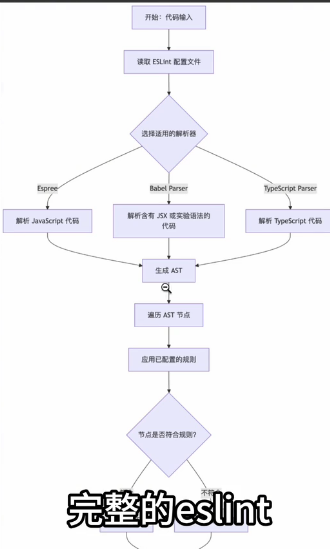 开始：代码输入
读取 ESLint 配置文件
选择适用的解析器
Espree
Babel Parser
TypeScript Parser
解析 JavaScript 代码
解析含有 JSX 或实验语法的
代码
解析 TypeScript 代码
生成 AST
遍历 AST 节点
应用已配置的规则
节点是否符合规则?
完整的eslint